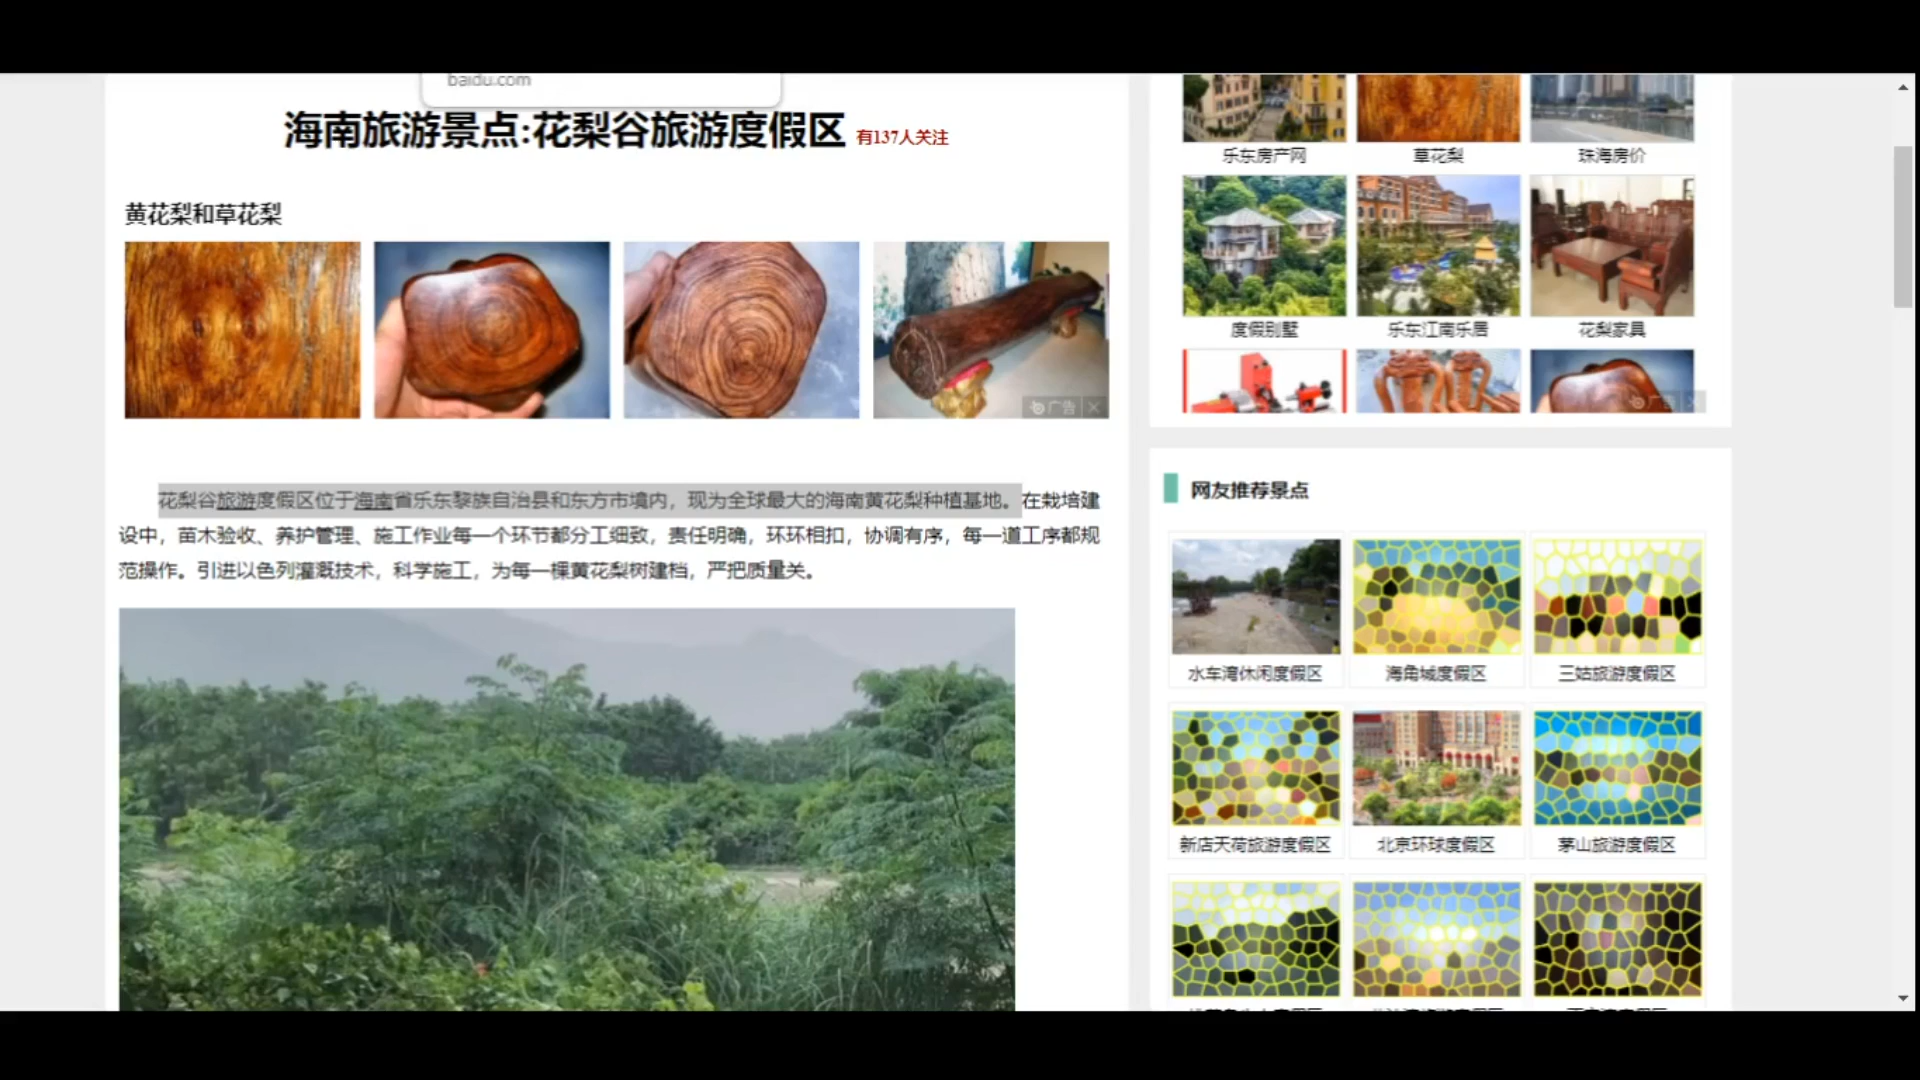 baidu.com
海南旅游景点:花梨谷旅游度假区 有137人关注
黄花梨和草花梨
广告
花梨谷旅游度假区位于海南省乐东黎族自治县和东方市境内，现为全球最大的海南黄花梨种植基地。在栽培建
设中，苗木验收、养护管理、施工作业每一个环节都分工细致，责任明确，环环相扣，协调有序，每一道工序都规
范操作。引进以色列灌溉技术，科学施工，为每一棵黄花梨树建档，严把质量关。
乐东房产网 草花梨 珠海房价
度假别墅 乐东江南乐居 花梨家具
广告
网友推荐景点
水车湾休闲度假区 海角城度假区 三姑旅游度假区
新店天荷旅游度假区 北京环球度假区 茅山旅游度假区